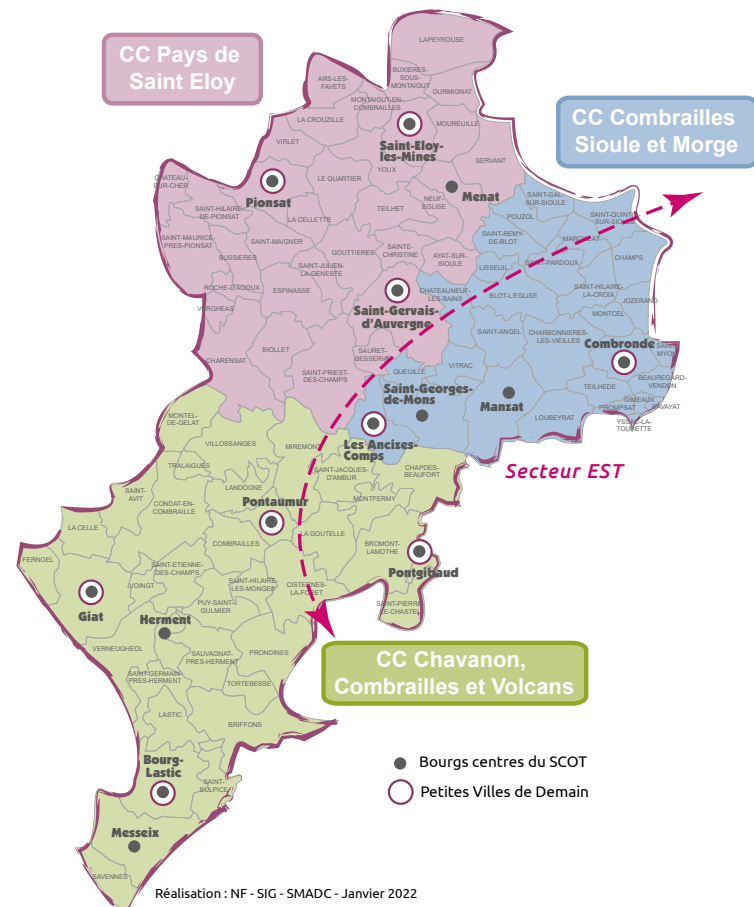 CC Pays de
Saint Eloy
CC Combrailles
Sioule et Morge
LAPEYROUSE
BUXIERES-
SOUS-
MONTAIGUT
ARS-LES-
FAVETS
DURMIGNAT
MONTAIGUT-EN-
COMBRAILLES
LA CROUZILLE
MOUREUILLE
VIRLET
Saint-Eloy-
les-Mines
YOUX
SERVANT
CHATEAU-
SUR-CHER
Pionsat
LE QUARTIER
Menat
NEUF-
EGLISE
TEILHET
SAINT-HILAIRE-
DE-PIONSAT
LA CELLETTE
SAINT-GAL-
SUR-SIOULE
POUZOL
SAINT-QUINTIN-
SUR-SIOULE
SAINT-MAURICE-
PRES-PIONSAT
SAINT-MAIGNER
SAINTE-
CHRISTINE
SAINT-REMY-
DE-BLOT
MARCILLAT
BUSSIERES
GOUTTIERES
AYAT-SUR-
SIOULE
LISSEUIL
SAINT-PARDOUX
CHAMPS
SAINT-JULIEN-
LA-GENESTE
ROCHE-D'AGOUX
ESPINASSE
CHATEAUNEUF-
LES-BAINS
BLOT-L'EGLISE
SAINT-HILAIRE-
LA-CROIX
JOZERAND
VERGHEAS
Saint-Gervais-
d'Auvergne
MONTCEL
SAINT-ANGEL
CHARBONNIERES-
LES-VIEILLES
Combronde
SAINT-
MYON
BIOLLET
SAURET-
BESSERVE
CHARENSAT
SAINT-PRIEST-
DES-CHAMPS
QUEUILLE
VITRAC
BEAUREGARD-
VENDON
Saint-Georges-
de-Mons
TEILHEDE
Manzat
GIMEAUX
PROMPSAT
DAVAYAT
MONTEL-
DE-GELAT
LOUBEYRAT
YSSAC-LA-
TOURETTE
VILLOSSANGES
MIREMONT
Les Ancizes-
Comps
TRALAIGUES
SAINT-JACQUES-
D'AMBUR
CHAPDES-
BEAUFORT
Secteur EST
SAINT-
AVIT
LANDOGNE
MONTFERMY
CONDAT-EN-
COMBRAILLE
Pontaumur
LA CELLE
LA GOUTELLE
COMBRAILLES
BROMONT-
LAMOTHE
FERNOEL
SAINT-ETIENNE-
DES-CHAMPS
Pontgibaud
VOINGT
SAINT-HILAIRE-
LES-MONGES
CISTERNES-
LA-FORET
Giat
PUY-SAINT-
GULMIER
SAINT-PIERRE-
LE-CHASTEL
Herment
VERNEUGHEOL
SAUVAGNAT-
PRES-HERMENT
PRONDINES
CC Chavanon,
Combrailles et Volcans
SAINT-GERMAIN-
PRES-HERMENT
TORTEBESSE
LASTIC
BRIFFONS
Bourg-
Lastic
SAINT-
SULPICE
Bourgs centres du SCOT
Petites Villes de Demain
Messeix
SAVENNES
Réalisation : NF - SIG - SMADC - Janvier 2022